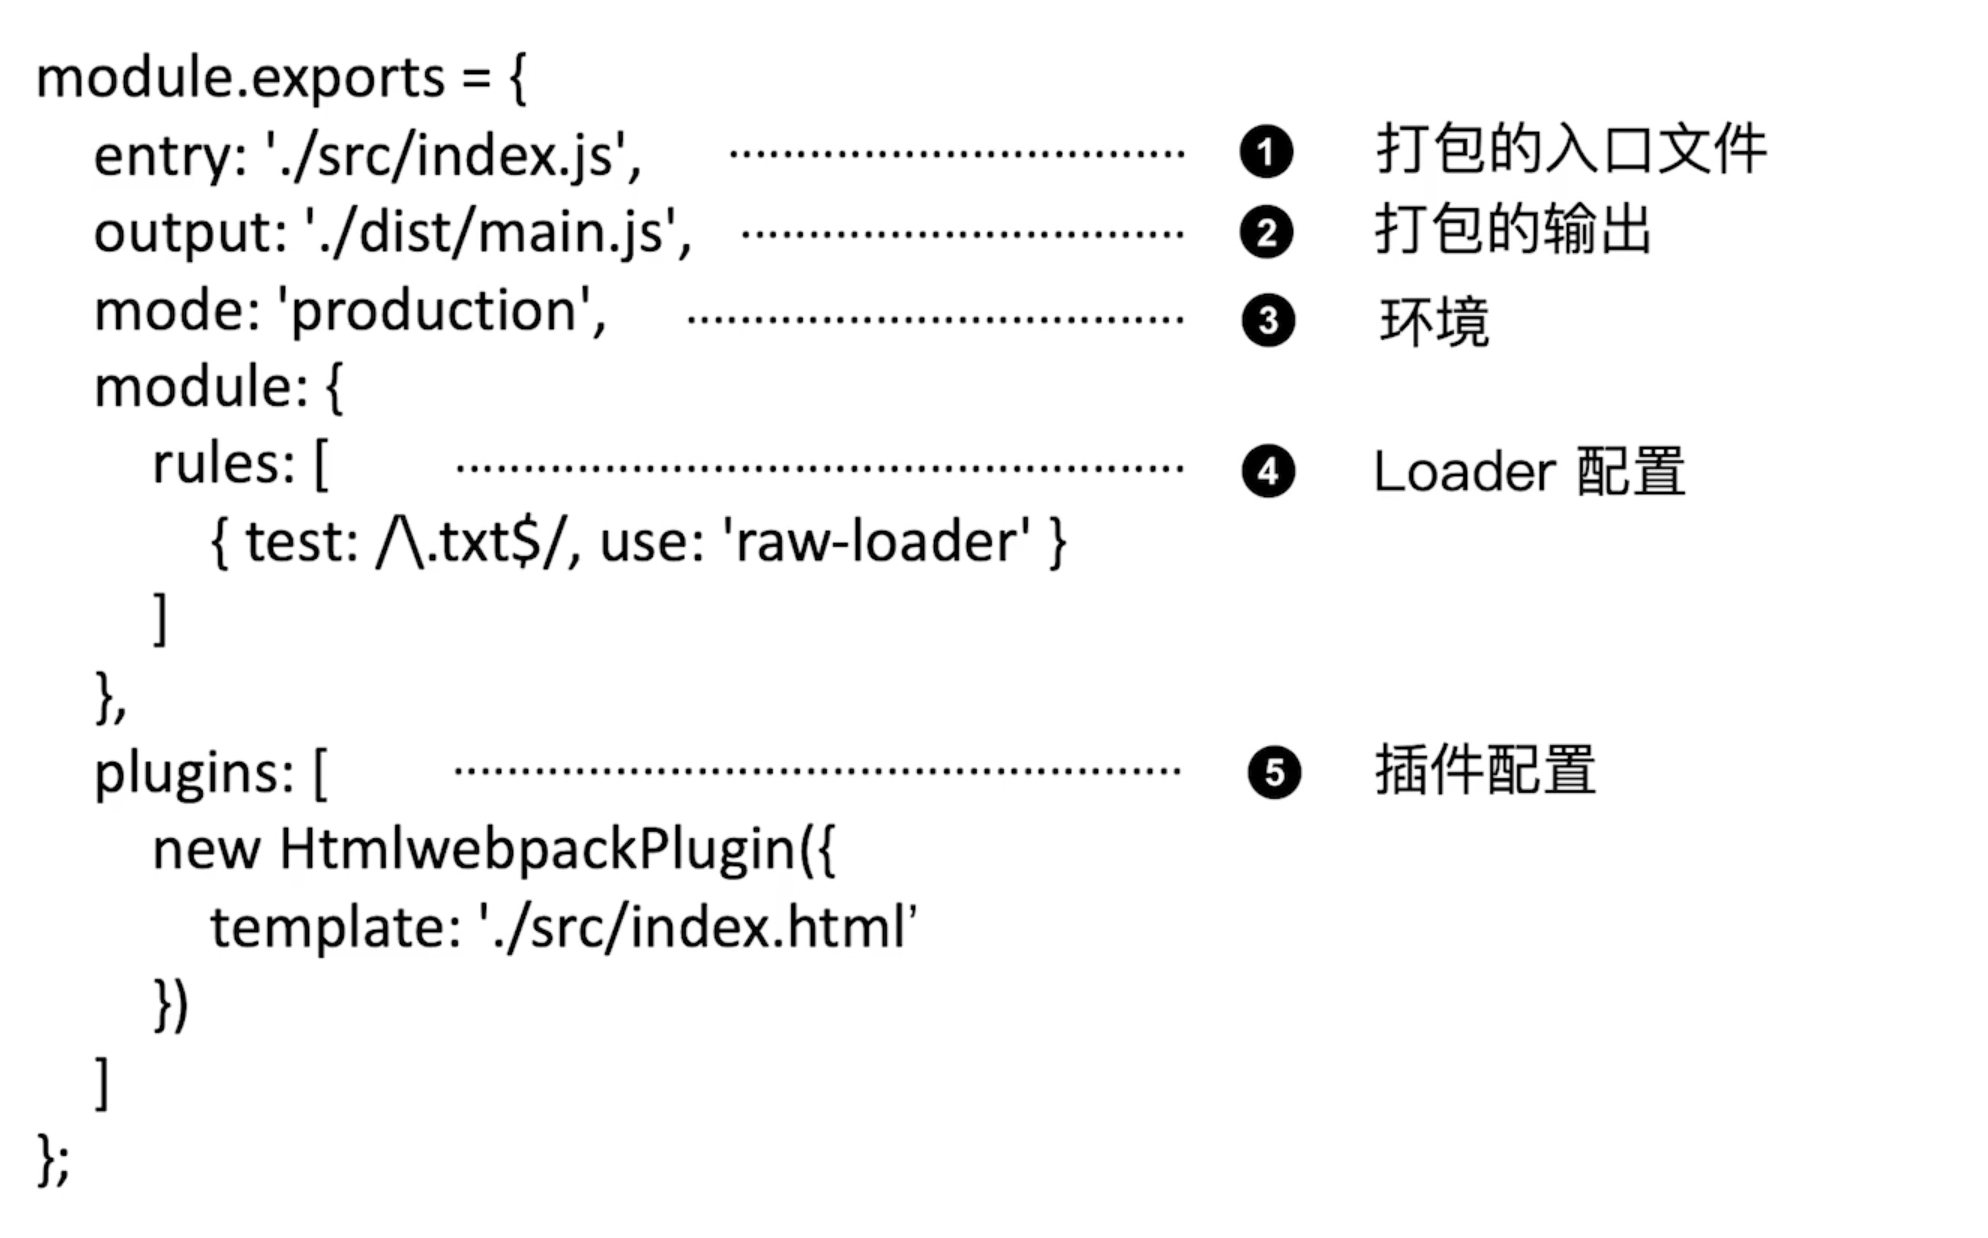 module.exports = {
entry: './src/index.js', ❶ 打包的入口文件
output: './dist/main.js', ❷ 打包的输出
mode: 'production', ❸ 环境
module: {
rules: [ ❹ Loader 配置
{ test: /\.txt$/, use: 'raw-loader' }
]
},
plugins: [ ❺ 插件配置
new HtmlwebpackPlugin({
template: './src/index.html’
})
]
};